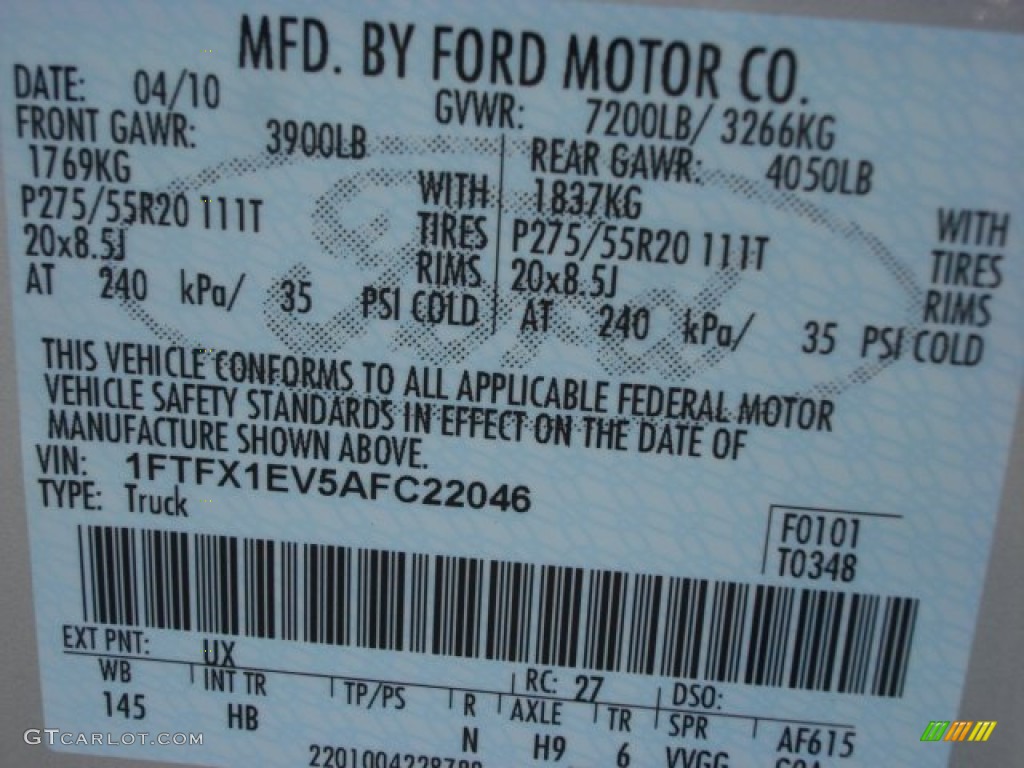 MFD. BY FORD MOTOR CO.
DATE: 04/10 GVWR: 7200LB/ 3266KG
FRONT GAWR: 3900LB REAR GAWR: 4050LB
1769KG WITH 1837KG WITH
P275/55R20 111T TIRES P275/55R20 111T TIRES
20x8.5J RIMS 20x8.5J RIMS
AT 240 kPa/ 35 PSI COLD AT 240 kPa/ 35 PSI COLD
Ford
THIS VEHICLE CONFORMS TO ALL APPLICABLE FEDERAL MOTOR
VEHICLE SAFETY STANDARDS IN EFFECT ON THE DATE OF
MANUFACTURE SHOWN ABOVE.
VIN: 1FTFX1EV5AFC22046
TYPE: Truck
F0101
T0348
EXT PNT: UX RC: 27 DSO:
WB INT TR TP/PS R AXLE TR SPR AF615
145 HB N H9 6 VVGG
GTCARLOT.COM